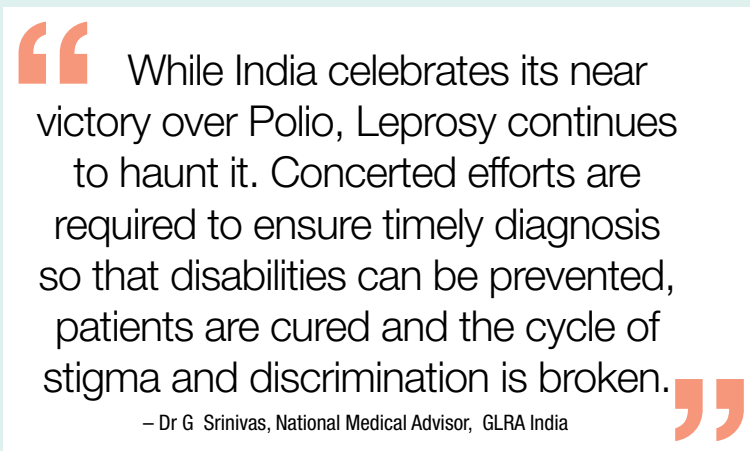 While India celebrates its near
victory over Polio, Leprosy continues
to haunt it. Concerted efforts are
required to ensure timely diagnosis
so that disabilities can be prevented,
patients are cured and the cycle of
stigma and discrimination is broken.
– Dr G Srinivas, National Medical Advisor, GLRA India